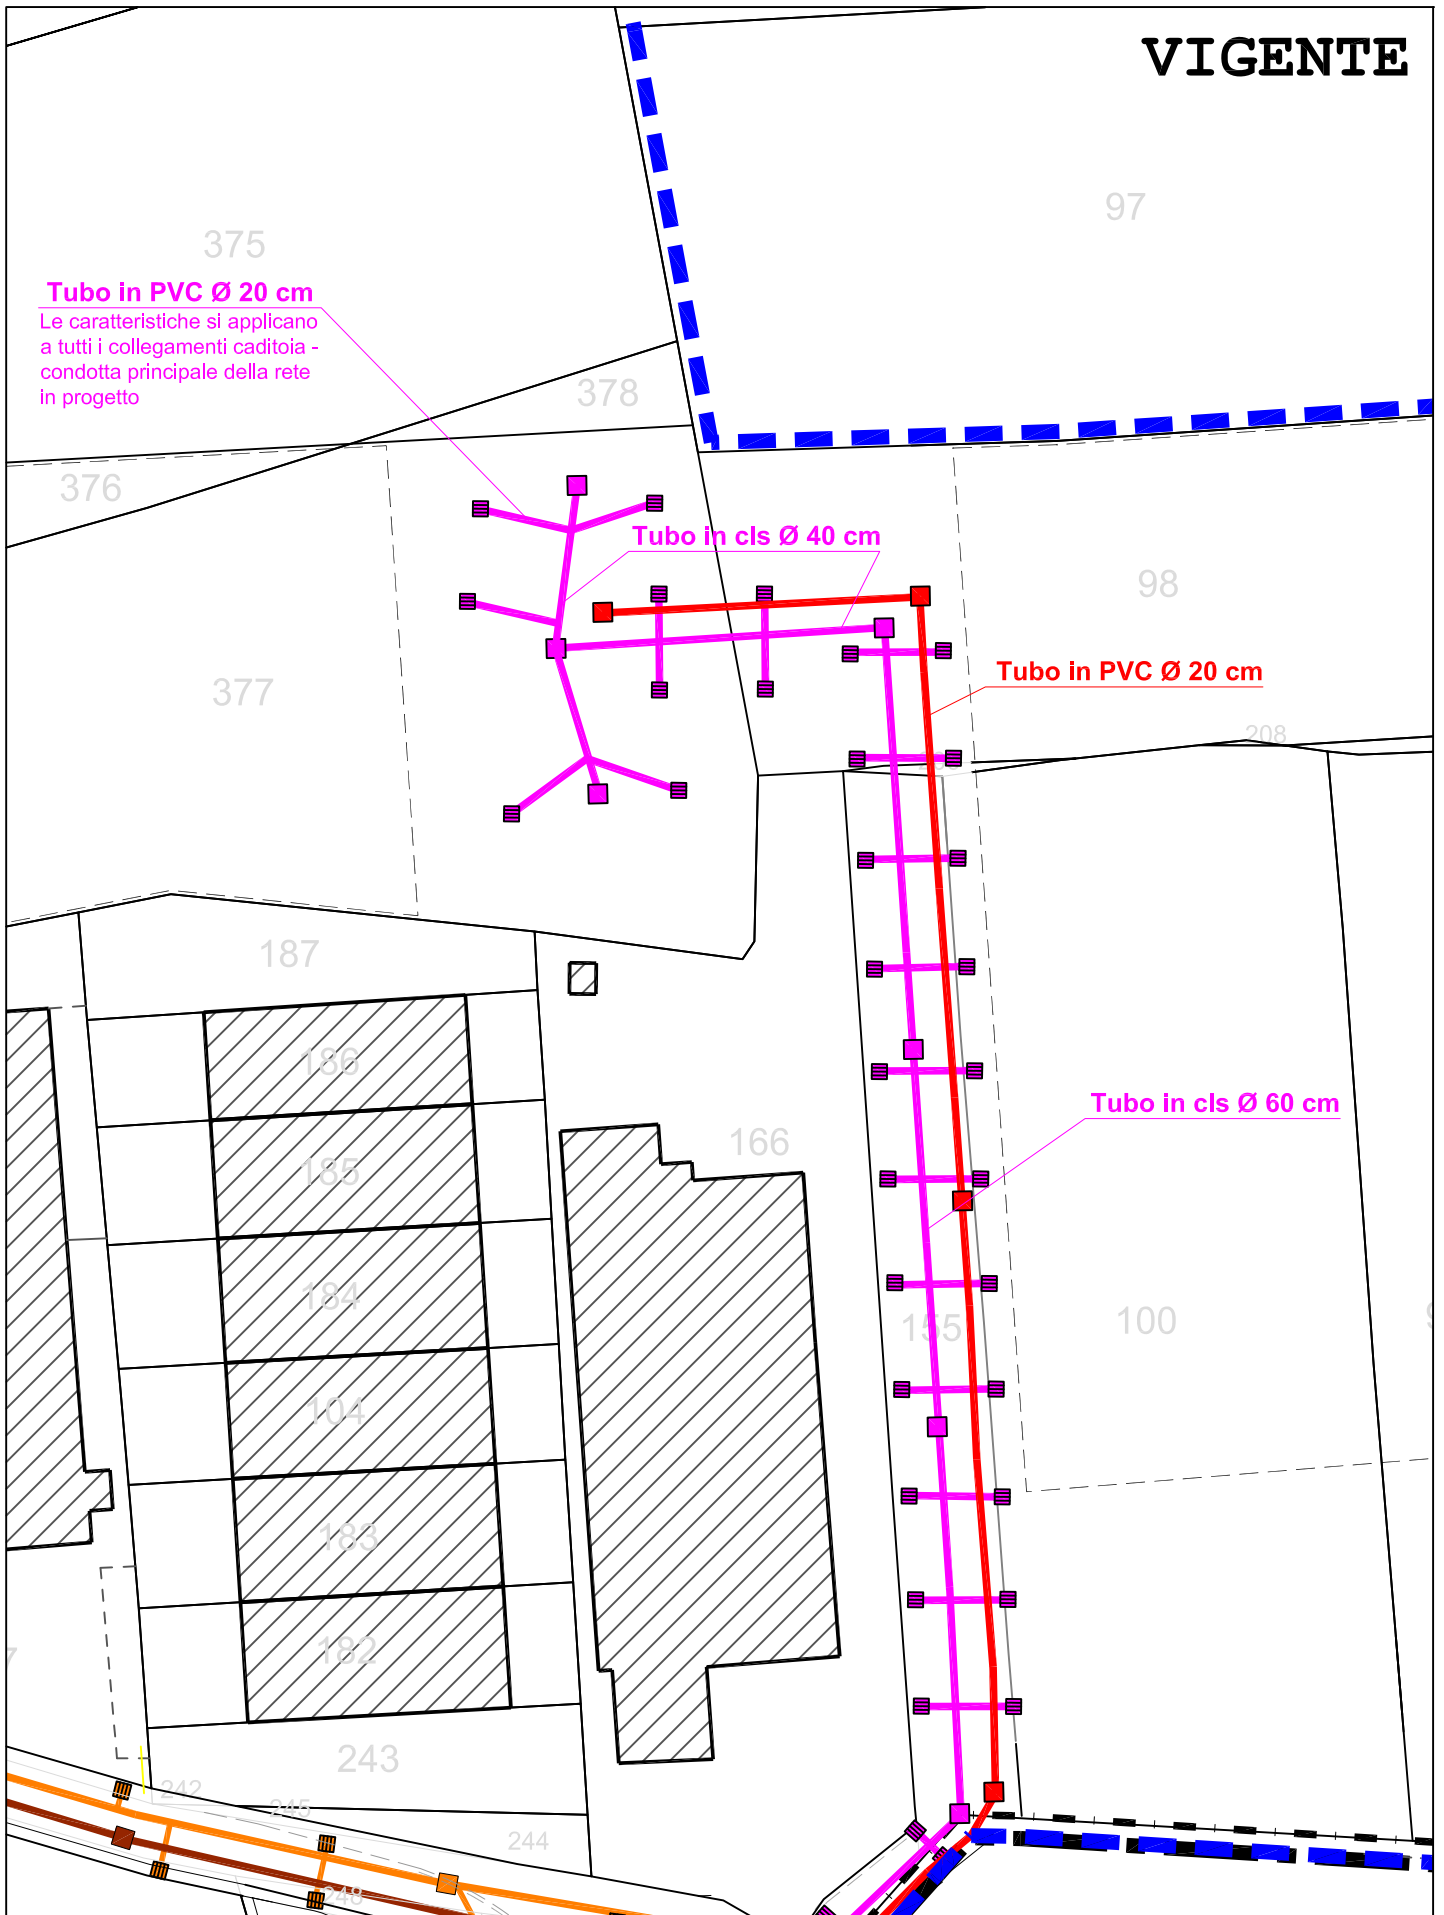 VIGENTE
97
375
Tubo in PVC Ø 20 cm
Le caratteristiche si applicano
a tutti i collegamenti caditoia -
condotta principale della rete
in progetto
378
376
Tubo in cls Ø 40 cm
98
Tubo in PVC Ø 20 cm
377
208
187
186
Tubo in cls Ø 60 cm
166
185
184
155
100
104
183
182
243
242
245
244
248